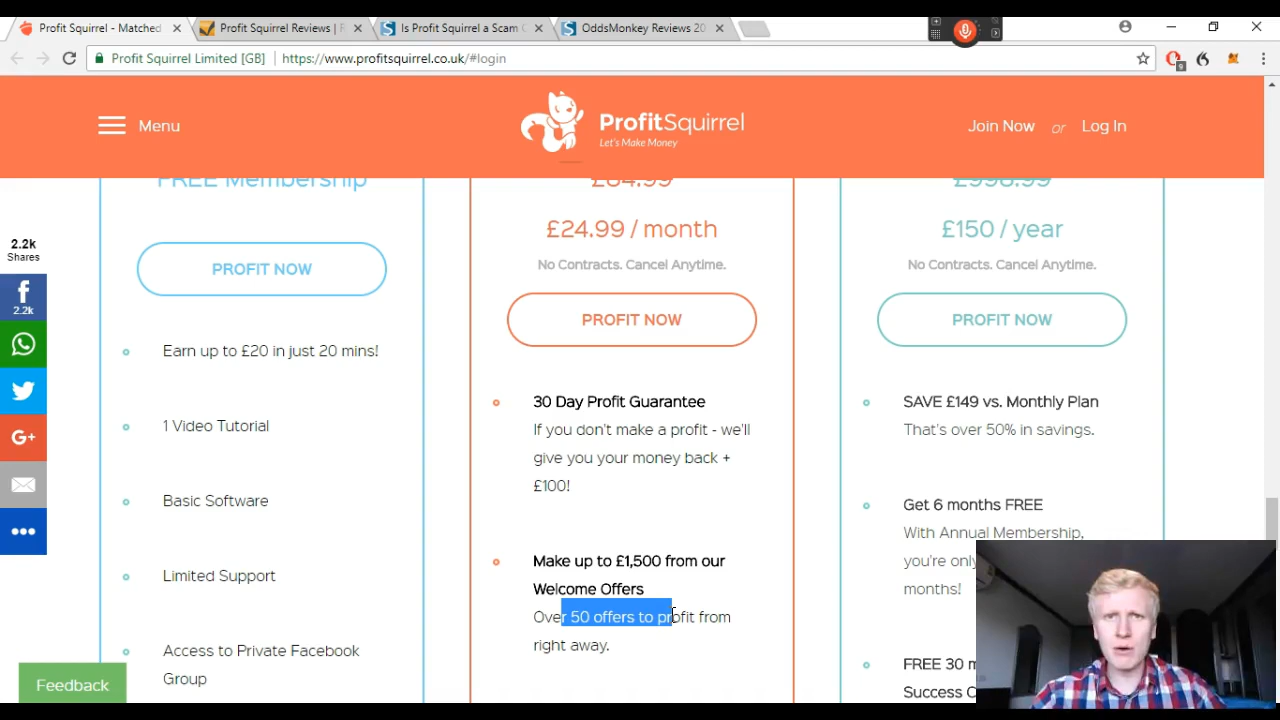 Profit Squirrel - Matched
Profit Squirrel Reviews | R
Is Profit Squirrel a Scam O
OddsMonkey Reviews 20
Profit Squirrel Limited [GB]
https://www.profitsquirrel.co.uk/#login
9
Menu
ProfitSquirrel
Let's Make Money
Join Now or Log In
FREE Membership
£84.99
£24.99 / month
No Contracts. Cancel Anytime.
PROFIT NOW
£998.99
£150 / year
No Contracts. Cancel Anytime.
PROFIT NOW
2.2k
Shares
2.2k
G+
PROFIT NOW
Earn up to £20 in just 20 mins!
1 Video Tutorial
Basic Software
Limited Support
Access to Private Facebook
Group
30 Day Profit Guarantee
If you don't make a profit - we'll
give you your money back +
£100!
Make up to £1,500 from our
Welcome Offers
Over 50 offers to profit from
right away.
SAVE £149 vs. Monthly Plan
That's over 50% in savings.
Get 6 months FREE
With Annual Membership,
you're only
months!
FREE 30 m
Success C
Feedback